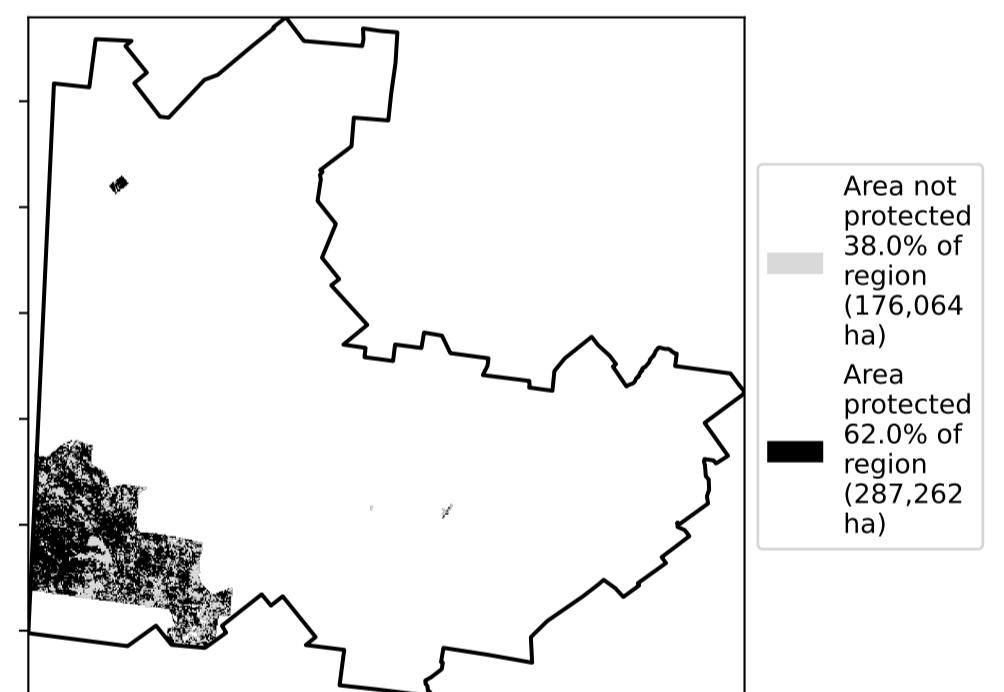 Area not
protected
38.0% of
region
(176,064
ha)
Area
protected
62.0% of
region
(287,262
ha)